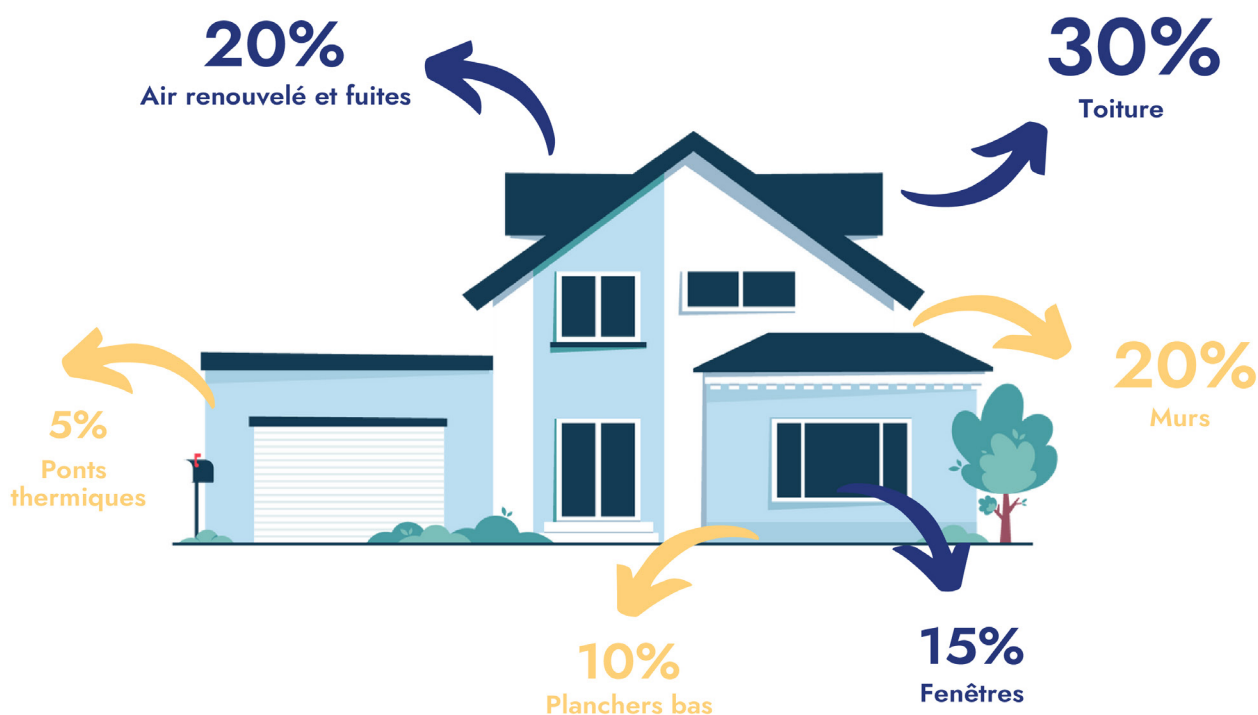 20%
Air renouvelé et fuites
30%
Toiture
20%
Murs
5%
Ponts
thermiques
10%
Planchers bas
15%
Fenêtres